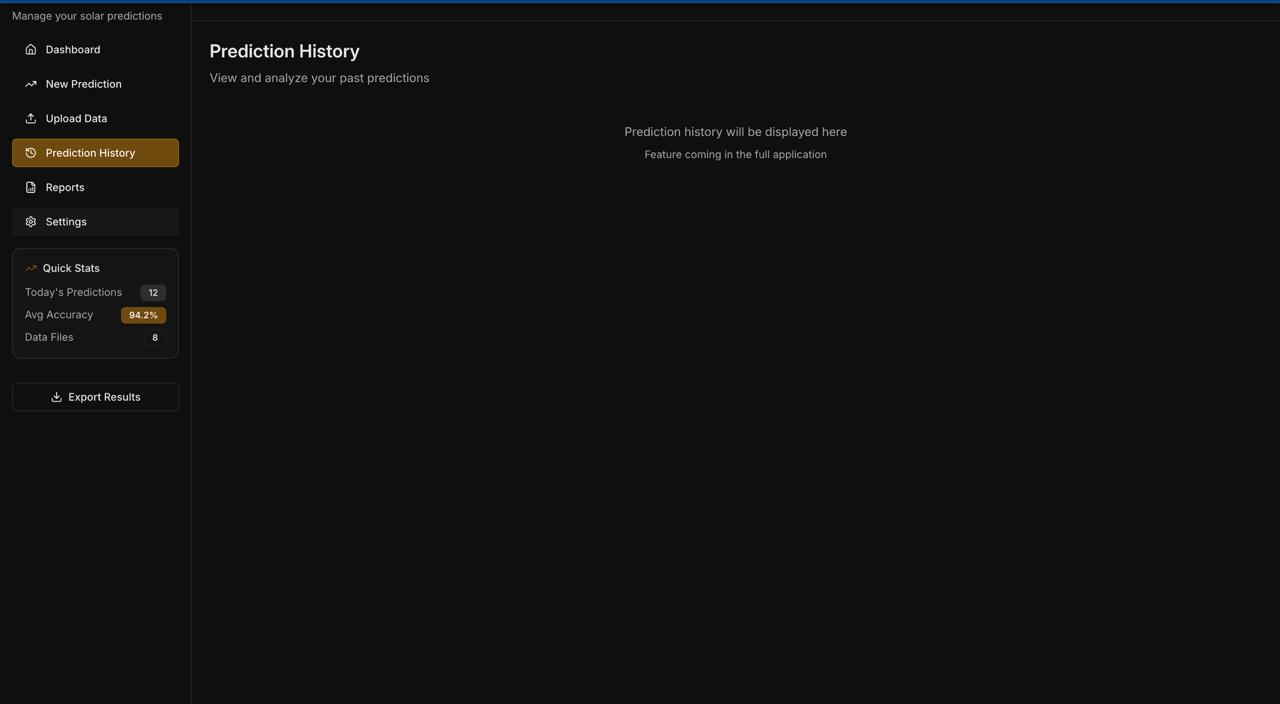 Manage your solar predictions
Dashboard
New Prediction
Upload Data
Prediction History
Reports
Settings
Quick Stats
Today's Predictions 12
Avg Accuracy 94.2%
Data Files 8
Export Results
Prediction History
View and analyze your past predictions
Prediction history will be displayed here
Feature coming in the full application